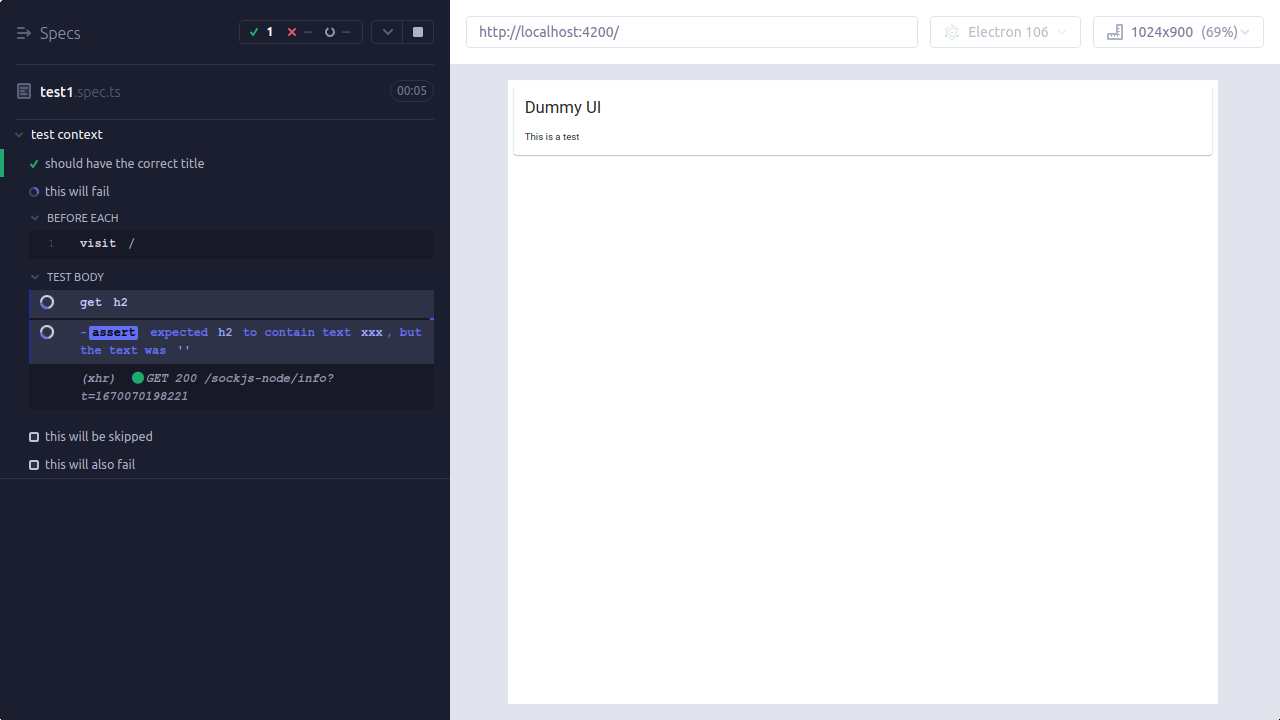 Specs
1 -- --
test1.spec.ts
00:05
test context
should have the correct title
this will fail
BEFORE EACH
1 visit /
TEST BODY
get h2
-assert expected h2 to contain text xxx, but
the text was ''
(xhr) GET 200 /sockjs-node/info?
t=1670070198221
this will be skipped
this will also fail
http://localhost:4200/
Electron 106
1024x900 (69%)
Dummy UI
This is a test